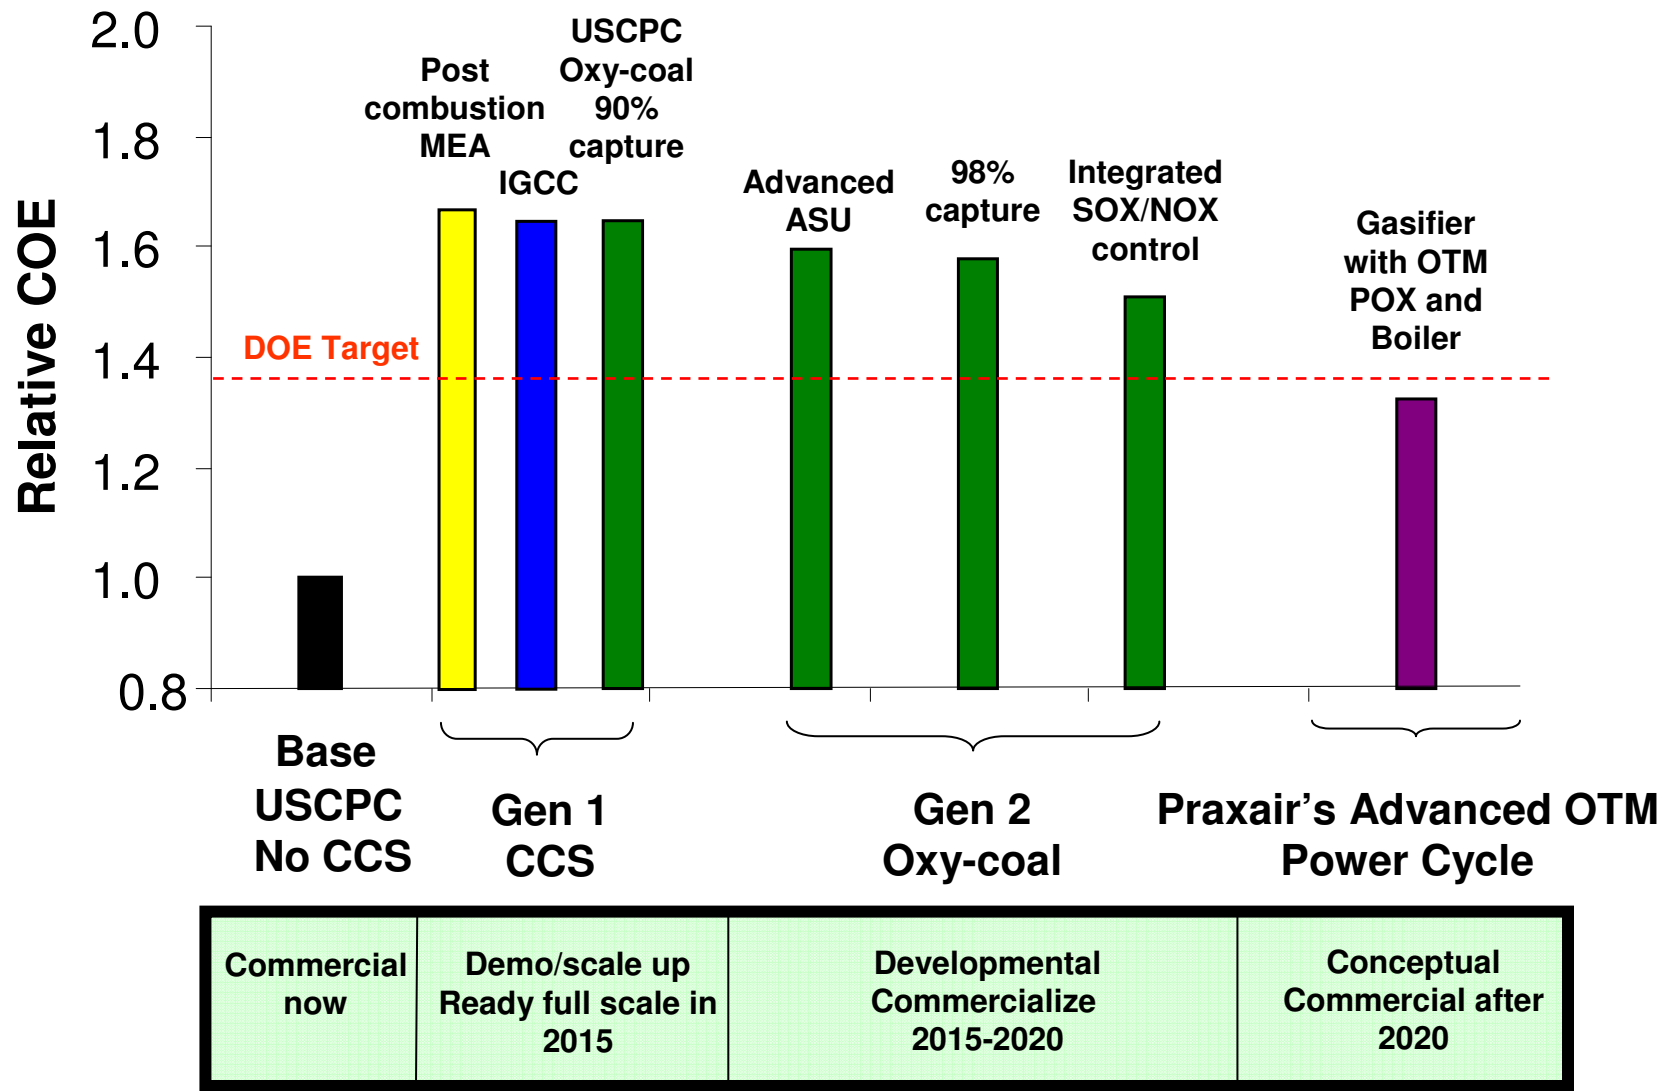 Relative COE
2.0
1.8
1.6
1.4
1.2
1.0
0.8
Post
combustion
MEA
IGCC
USCPC
Oxy-coal
90%
capture
Advanced
ASU
98%
capture
Integrated
SOX/NOX
control
Gasifier
with OTM
POX and
Boiler
DOE Target
Base
USCPC
No CCS
Gen 1
CCS
Gen 2
Oxy-coal
Praxair's Advanced OTM
Power Cycle
Commercial
now
Demo/scale up
Ready full scale in
2015
Developmental
Commercialize
2015-2020
Conceptual
Commercial after
2020